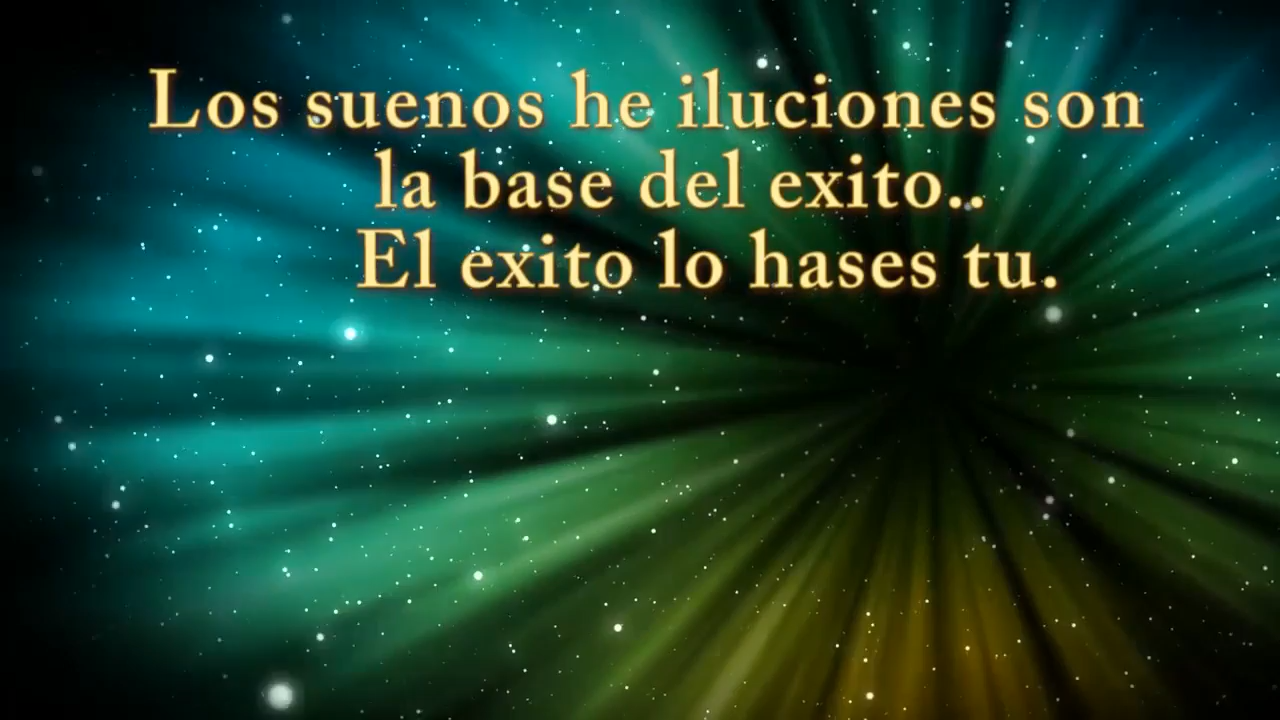 Los suenos he iluciones son
la base del exito..
El exito lo hases tu.